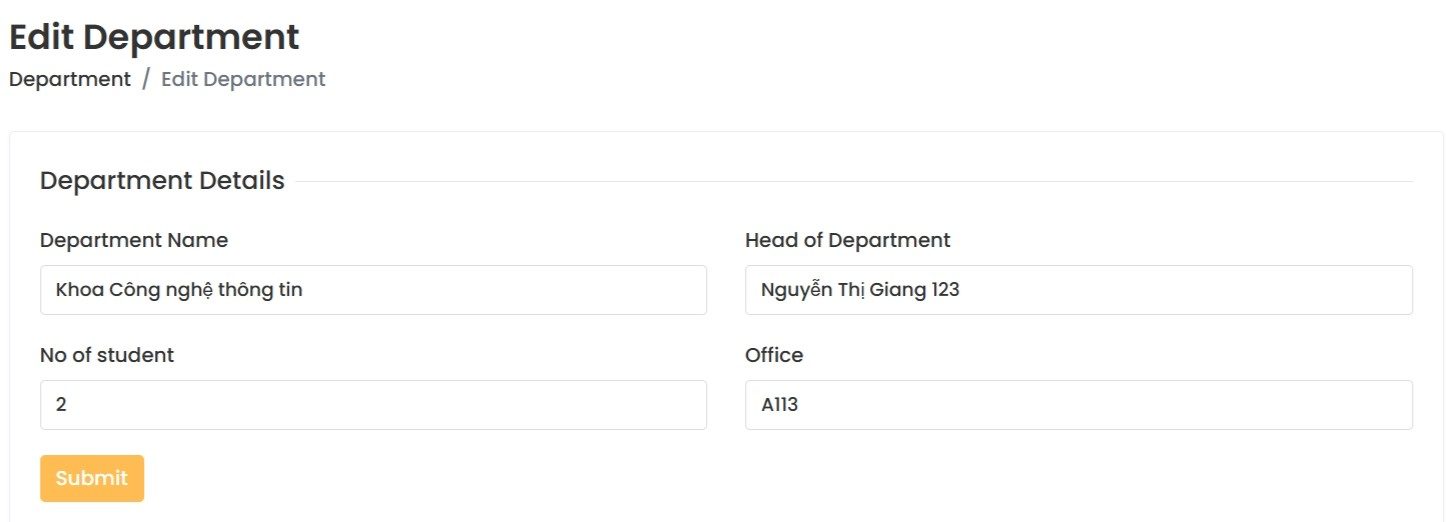 Edit Department
Department / Edit Department
Department Details
Department Name
Head of Department
Khoa Công nghệ thông tin
Nguyễn Thị Giang 123
No of student
Office
2
A113
Submit